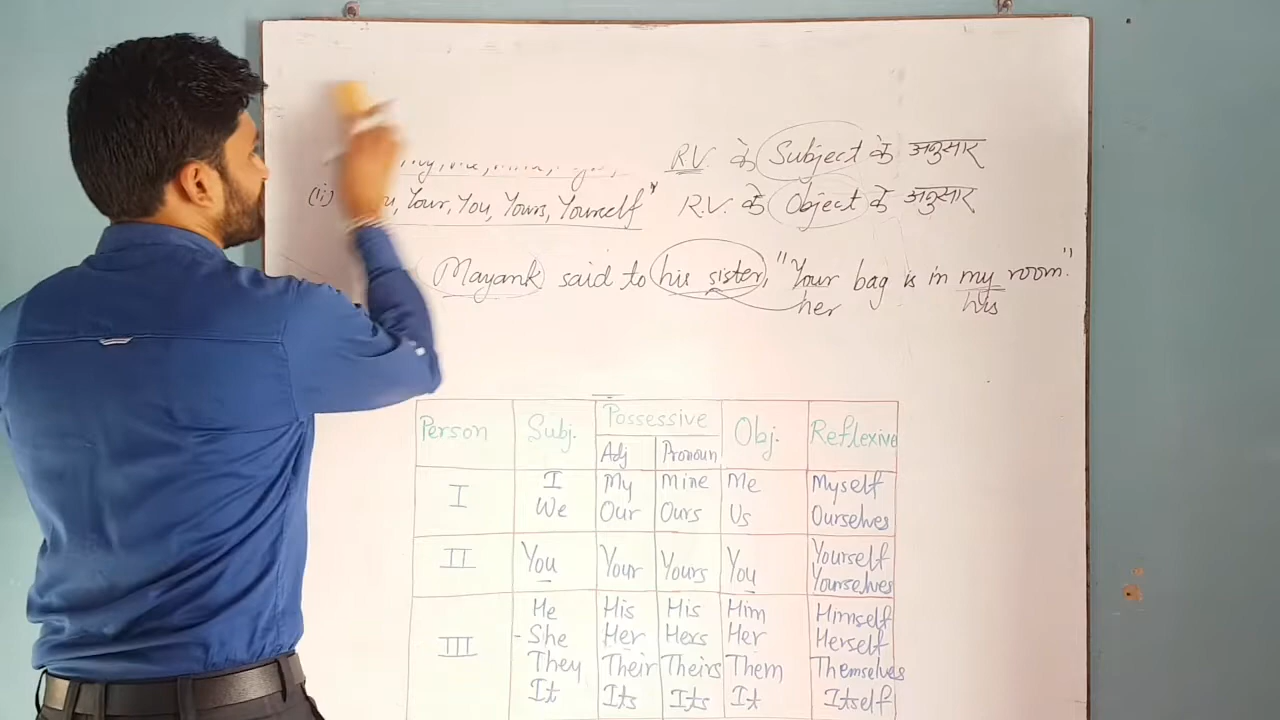 R.V. के Subject के अनुसार
(ii) Your, You, Yours, Yourself" R.V. के Object के अनुसार
Mayank said to his sister, "Your bag is in my room."
her his
Person Subj. Possessive Obj. Reflexive
Adj Pronoun
I I My Mine Me Myself
We Our Ours Us Ourselves
II You Your Yours You Yourself
Yourselves
III He His His Him Himself
She Her Hers Her Herself
They Their Theirs Them Themselves
It Its Its It Itself